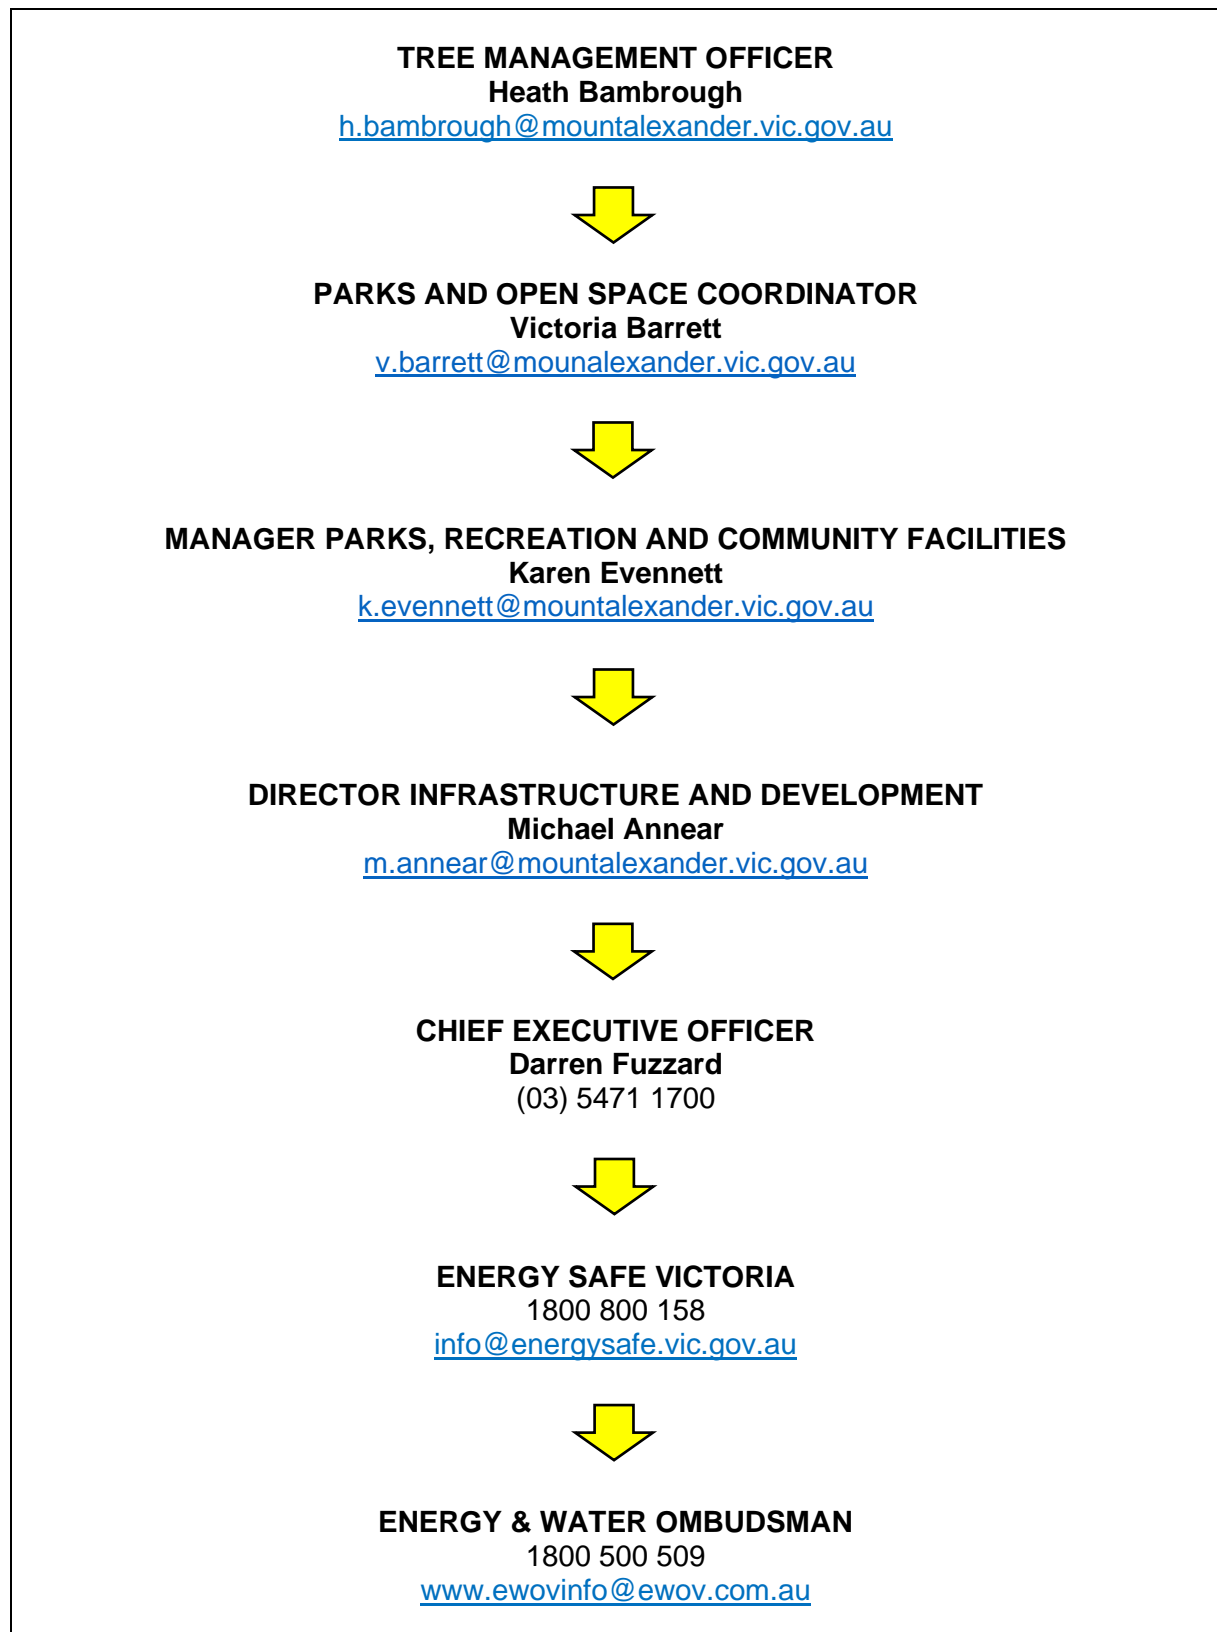 TREE MANAGEMENT OFFICER
Heath Bambrough
h.bambrough@mountalexander.vic.gov.au
PARKS AND OPEN SPACE COORDINATOR
Victoria Barrett
v.barrett@mounalexander.vic.gov.au
MANAGER PARKS, RECREATION AND COMMUNITY FACILITIES
Karen Evennett
k.evennett@mountalexander.vic.gov.au
DIRECTOR INFRASTRUCTURE AND DEVELOPMENT
Michael Annear
m.annear@mountalexander.vic.gov.au
CHIEF EXECUTIVE OFFICER
Darren Fuzzard
(03) 5471 1700
ENERGY SAFE VICTORIA
1800 800 158
info@energysafe.vic.gov.au
ENERGY & WATER OMBUDSMAN
1800 500 509
www.ewovinfo@ewov.com.au